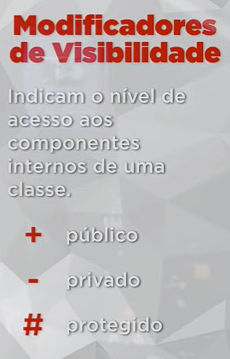 Modificadores
de Visibilidade
Indicam o nível de
acesso aos
componentes
internos de uma
classe.
+ público
- privado
# protegido